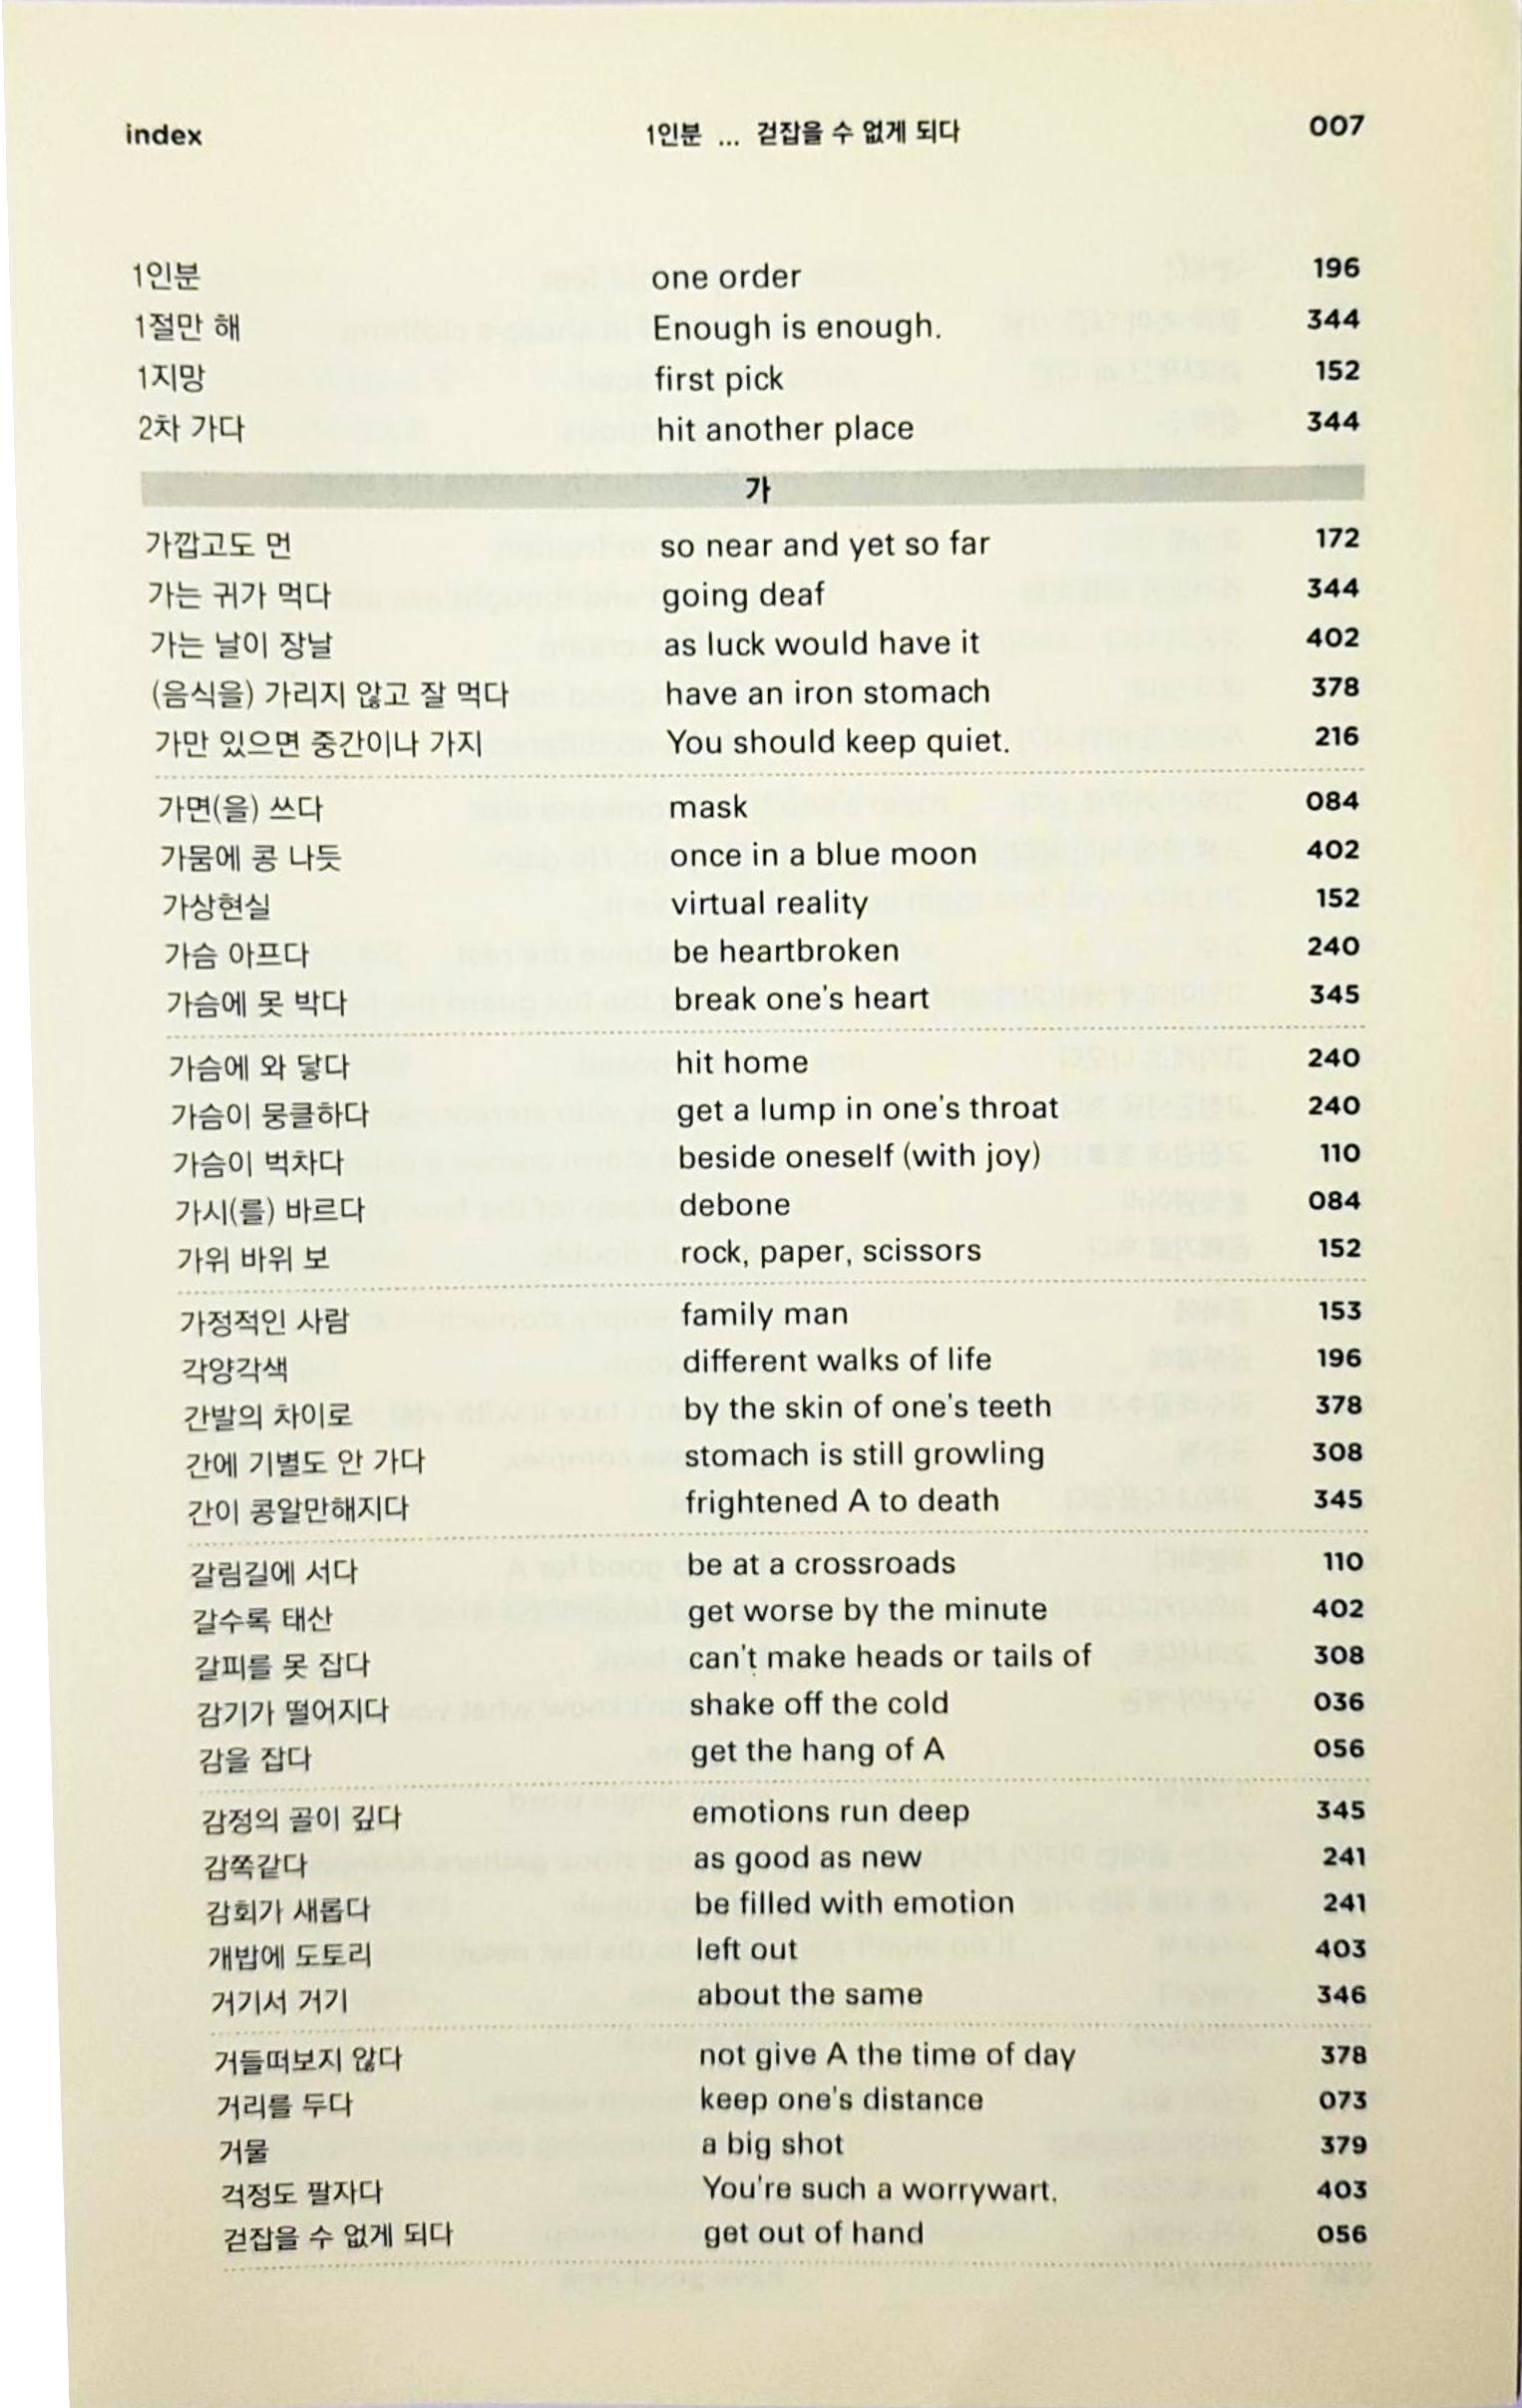 index 1인분 ... 걷잡을 수 없게 되다 007
1인분 one order 196
1절만 해 Enough is enough. 344
1지망 first pick 152
2차 가다 hit another place 344
가
가깝고도 먼 so near and yet so far 172
가는 귀가 먹다 going deaf 344
가는 날이 장날 as luck would have it 402
(음식을) 가리지 않고 잘 먹다 have an iron stomach 378
가만 있으면 중간이나 가지 You should keep quiet. 216
가면(을) 쓰다 mask 084
가뭄에 콩 나듯 once in a blue moon 402
가상현실 virtual reality 152
가슴 아프다 be heartbroken 240
가슴에 못 박다 break one's heart 345
가슴에 와 닿다 hit home 240
가슴이 뭉클하다 get a lump in one's throat 240
가슴이 벅차다 beside oneself (with joy) 110
가시(를) 바르다 debone 084
가위 바위 보 rock, paper, scissors 152
가정적인 사람 family man 153
각양각색 different walks of life 196
간발의 차이로 by the skin of one's teeth 378
간에 기별도 안 가다 stomach is still growling 308
간이 콩알만해지다 frightened A to death 345
갈림길에 서다 be at a crossroads 110
갈수록 태산 get worse by the minute 402
갈피를 못 잡다 can't make heads or tails of 308
감기가 떨어지다 shake off the cold 036
감을 잡다 get the hang of A 056
감정의 골이 깊다 emotions run deep 345
감쪽같다 as good as new 241
감회가 새롭다 be filled with emotion 241
개밥에 도토리 left out 403
거기서 거기 about the same 346
거들떠보지 않다 not give A the time of day 378
거리를 두다 keep one's distance 073
거물 a big shot 379
걱정도 팔자다 You're such a worrywart. 403
걷잡을 수 없게 되다 get out of hand 056